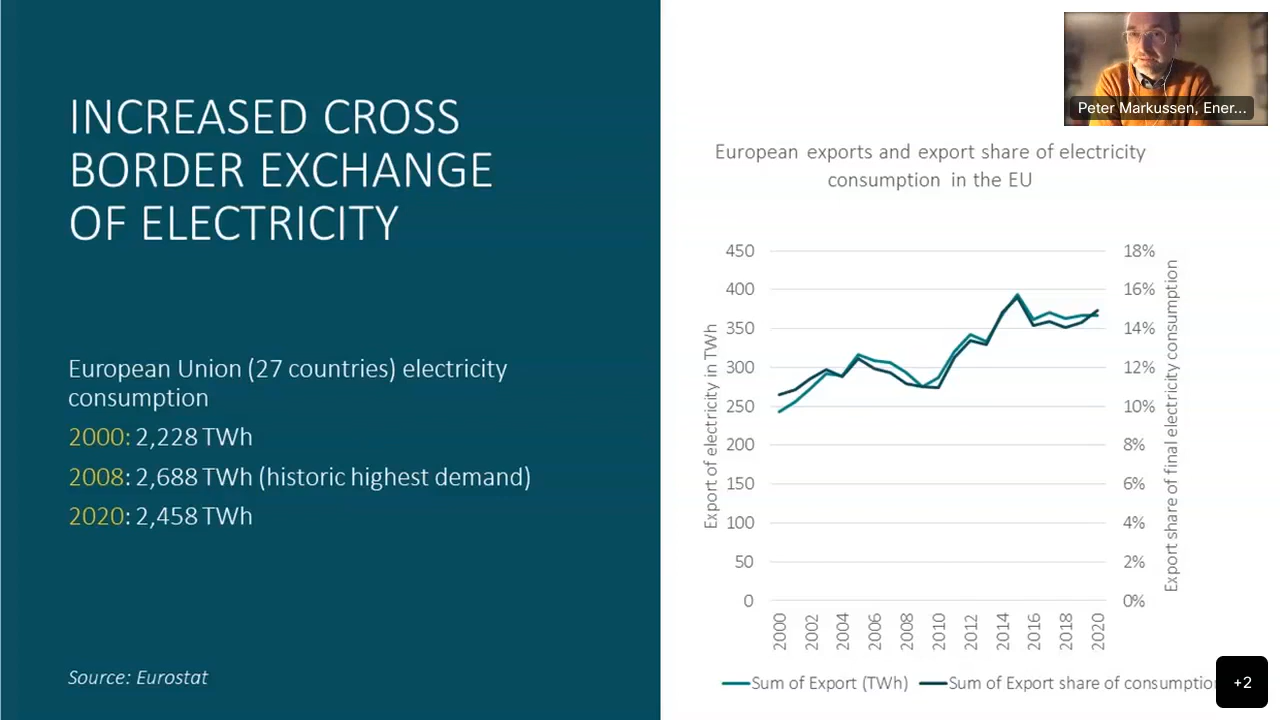 INCREASED CROSS
BORDER EXCHANGE
OF ELECTRICITY
European Union (27 countries) electricity
consumption
2000: 2,228 TWh
2008: 2,688 TWh (historic highest demand)
2020: 2,458 TWh
Source: Eurostat
Peter Markussen, Ener...
European exports and export share of electricity
consumption in the EU
Export of electricity in TWh
450
400
350
300
250
200
150
100
50
0
18%
16%
14%
12%
10%
8%
6%
4%
2%
0%
Export share of final electricity consumption
2000
2002
2004
2006
2008
2010
2012
2014
2016
2018
2020
Sum of Export (TWh)
Sum of Export share of consumption
+2